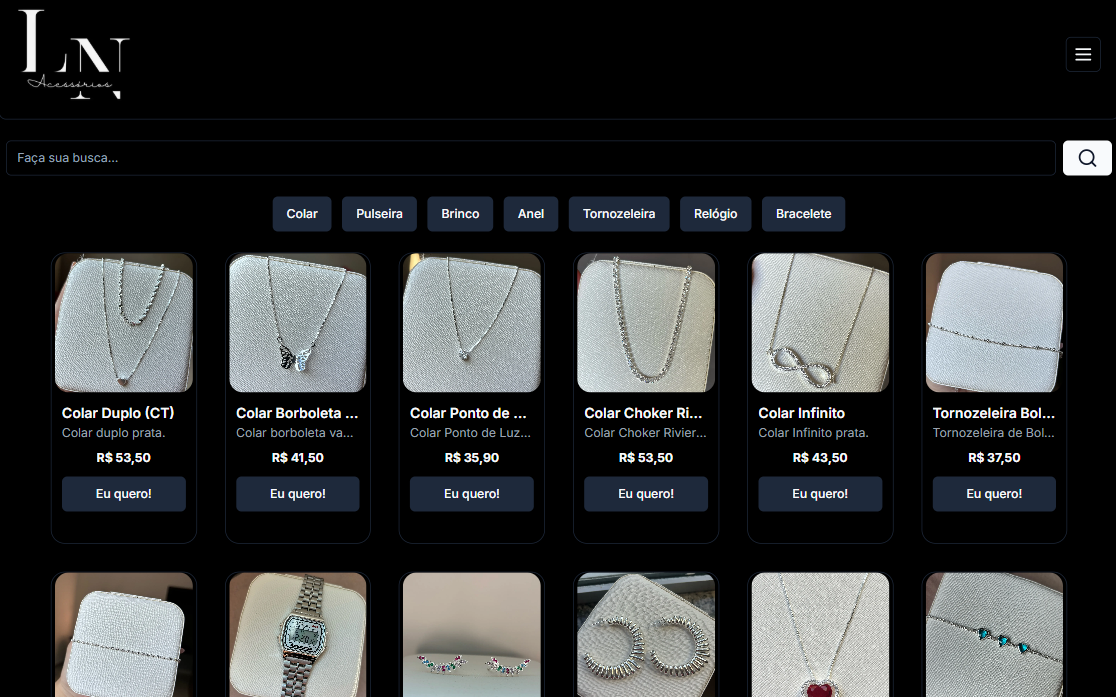 LN
Acessórios
Faça sua busca...
Colar Pulseira Brinco Anel Tornozeleira Relógio Bracelete
Colar Duplo (CT)
Colar duplo prata.
R$ 53,50
Eu quero!
Colar Borboleta ...
Colar borboleta va...
R$ 41,50
Eu quero!
Colar Ponto de ...
Colar Ponto de Luz...
R$ 35,90
Eu quero!
Colar Choker Ri...
Colar Choker Rivier...
R$ 53,50
Eu quero!
Colar Infinito
Colar Infinito prata.
R$ 43,50
Eu quero!
Tornozeleira Bol...
Tornozeleira de Bol...
R$ 37,50
Eu quero!